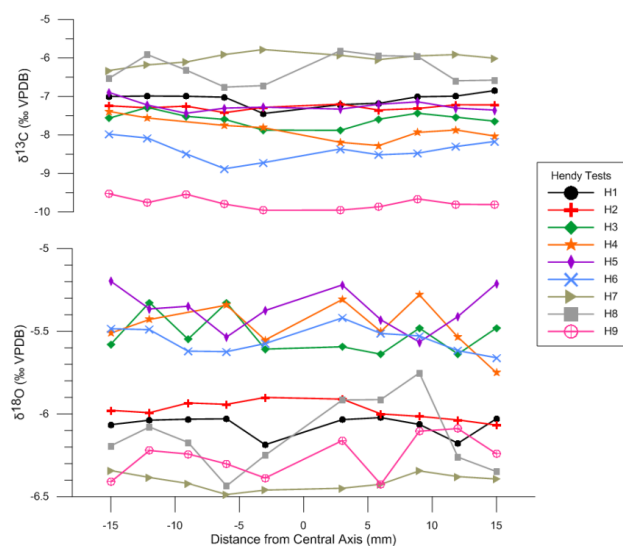 -5
-6
-7
-8
-9
-10
δ13C (‰ VPDB)
-5
-5.5
-6
-6.5
δ18O (‰ VPDB)
-15 -10 -5 0 5 10 15
Distance from Central Axis (mm)
Hendy Tests
H1
H2
H3
H4
H5
H6
H7
H8
H9